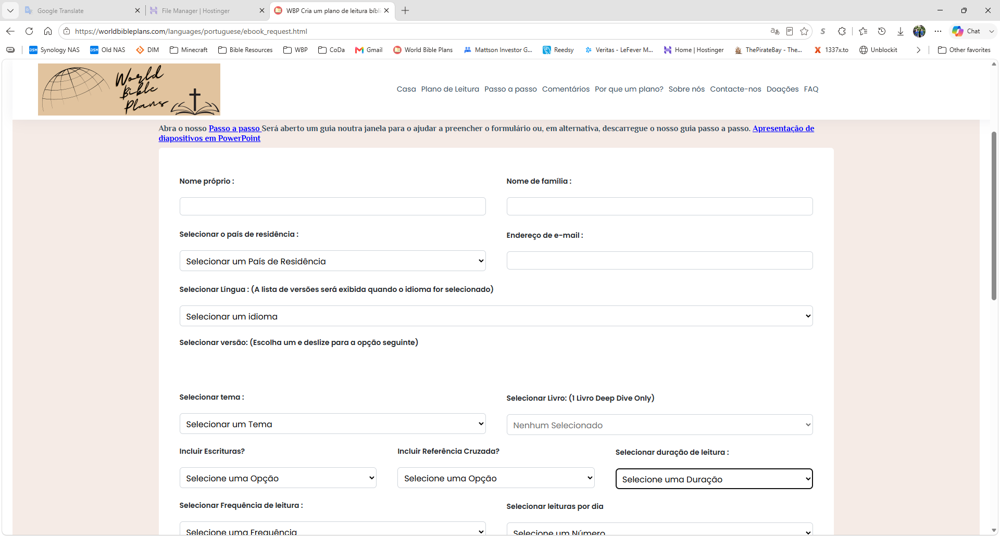 Google Translate
File Manager | Hostinger
WBP Cria um plano de leitura bíbli
https://worldbibleplans.com/languages/portuguese/ebook_request.html
Chat
Synology NAS
Old NAS
DIM
Minecraft
Bible Resources
WBP
CoDa
Gmail
World Bible Plans
Mattson Investor G...
Reedsy
Veritas - LeFever M...
Home | Hostinger
ThePirateBay - The...
1337x.to
Unblockit
Other favorites
World
Bible
Plans
Casa Plano de Leitura Passo a passo Comentários Por que um plano? Sobre nós Contacte-nos Doações FAQ
Abra o nosso Passo a passo Será aberto um guia noutra janela para o ajudar a preencher o formulário ou, em alternativa, descarregue o nosso guia passo a passo. Apresentação de
diapositivos em PowerPoint
Nome próprio :
Nome de família :
Selecionar o país de residência :
Endereço de e-mail :
Selecionar um País de Residência
Selecionar Língua : (A lista de versões será exibida quando o idioma for selecionado)
Selecionar um idioma
Selecionar versão: (Escolha um e deslize para a opção seguinte)
Selecionar tema :
Selecionar Livro: (1 Livro Deep Dive Only)
Selecionar um Tema
Nenhum Selecionado
Incluir Escrituras?
Incluir Referência Cruzada?
Selecionar duração de leitura :
Selecione uma Opção
Selecione uma Opção
Selecione uma Duração
Selecionar Frequência de leitura :
Selecionar leituras por dia
Selecione uma Frequência
Selecione um Número